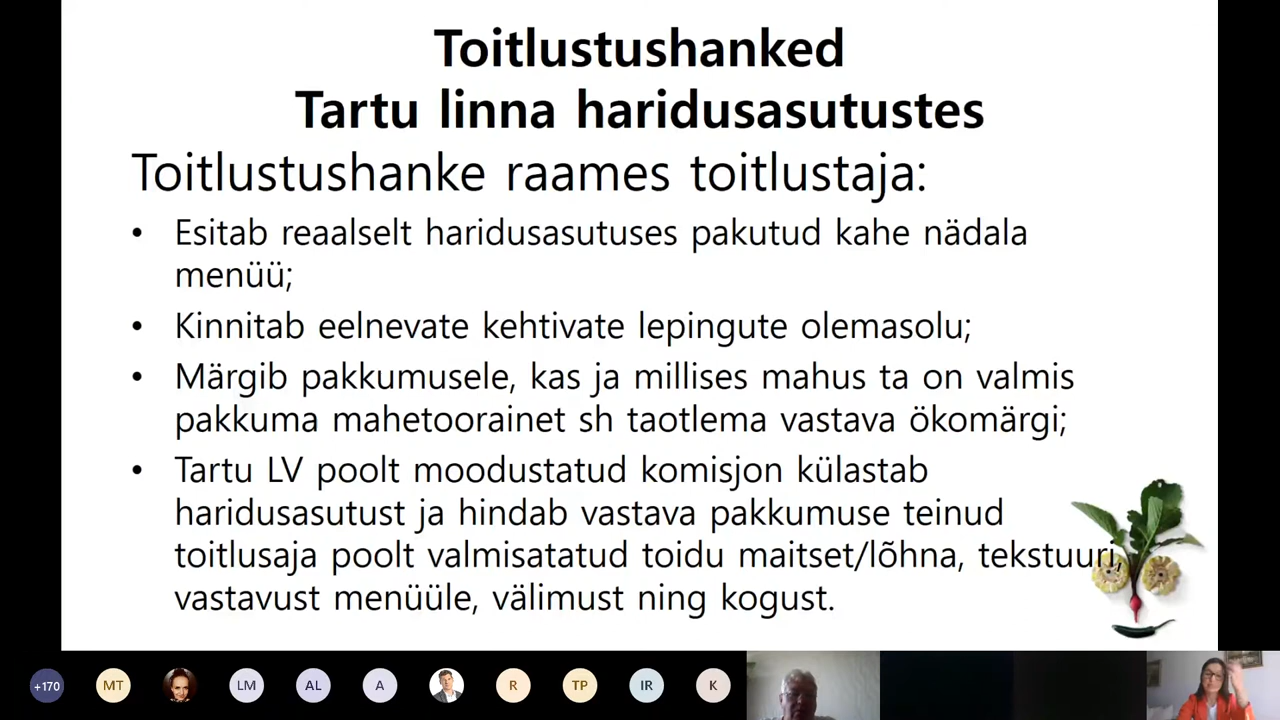 Toitlustushanked
Tartu linna haridusasutustes
Toitlustushanke raames toitlustaja:
• Esitab reaalselt haridusasutuses pakutud kahe nädala
menüü;
• Kinnitab eelnevate kehtivate lepingute olemasolu;
• Märgib pakkumusele, kas ja millises mahus ta on valmis
pakkuma mahetoorainet sh taotlema vastava ökomärgi;
• Tartu LV poolt moodustatud komisjon külastab
haridusasutust ja hindab vastava pakkumuse teinud
toitlusaja poolt valmisatatud toidu maitset/lõhna, tekstuuri,
vastavust menüüle, välimust ning kogust.
+170 MT LM AL A R TP IR K